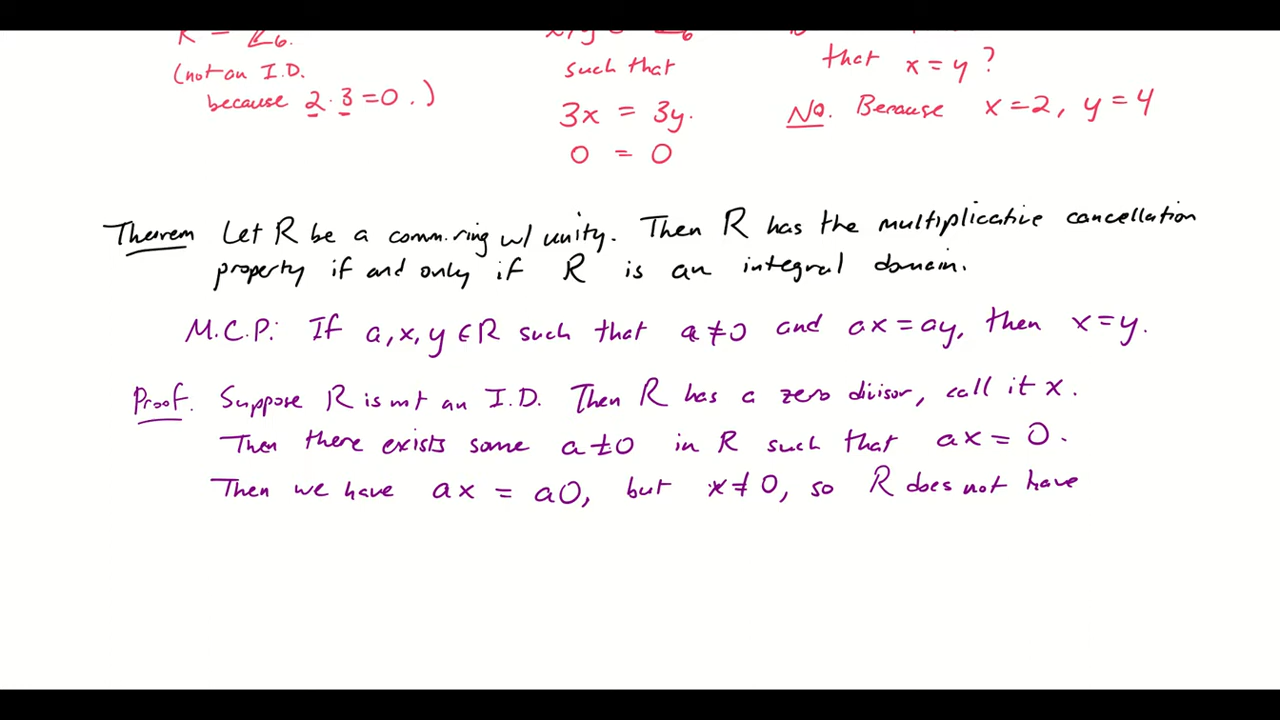 R = ℤ₆.
(not an I.D.
because 2·3=0.)
such that
3x = 3y.
0 = 0
that x = y?
No. Because x=2, y=4
Theorem Let R be a comm. ring w/ unity. Then R has the multiplicative cancellation
property if and only if R is an integral domain.
M.C.P.: If a, x, y ∈ R such that a ≠ 0 and ax = ay, then x = y.
Proof. Suppose R is not an I.D. Then R has a zero divisor, call it x.
Then there exists some a ≠ 0 in R such that ax = 0.
Then we have ax = a0, but x ≠ 0, so R does not have